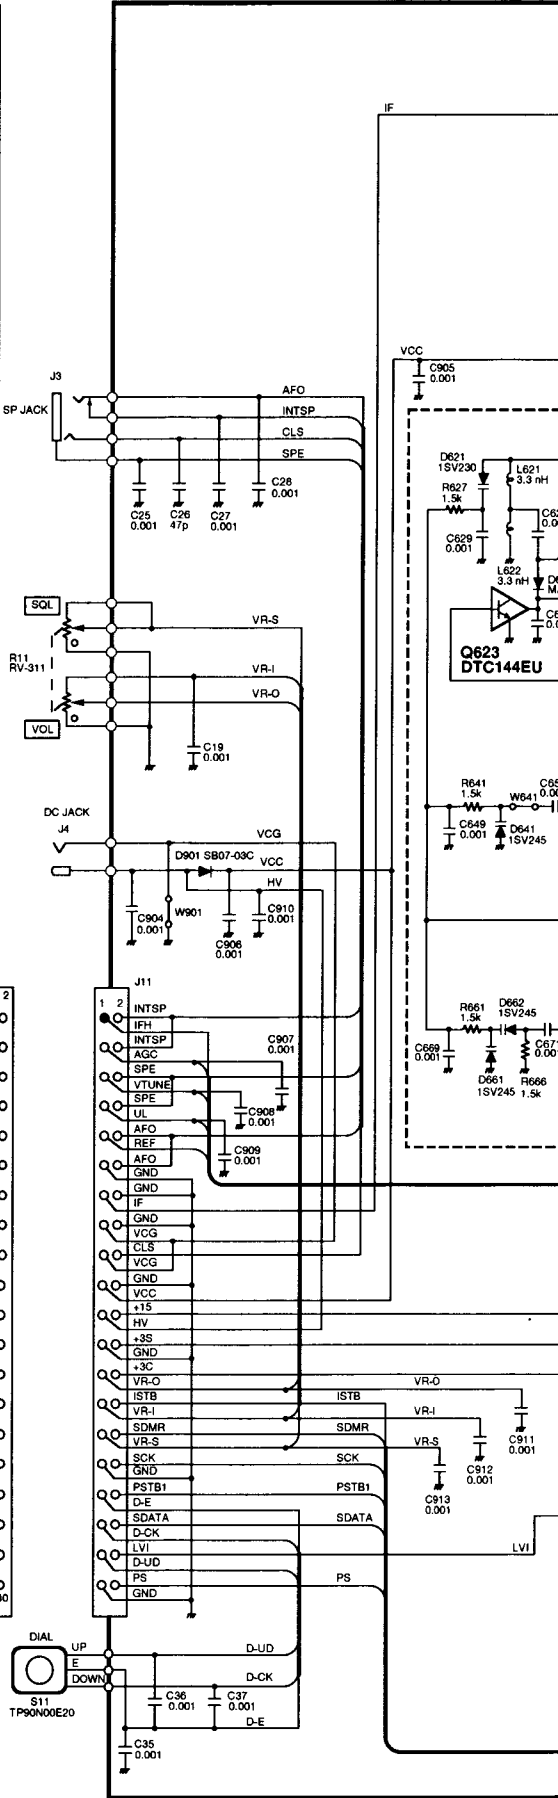 IF
VCC
C905
0.001
J3
SP JACK
AFO
INTSP
CLS
SPE
C25
0.001
C26
47p
C27
0.001
C28
0.001
D621
1SV230
L621
3.3 nH
R627
1.5k
C629
0.001
L622
3.3 nH
Q623
DTC144EU
SQL
R11
RV-311
VOL
VR-S
VR-I
VR-O
C19
0.001
R641
1.5k
W641
C649
0.001
D641
1SV245
DC JACK
J4
VCG
D901 SB07-03C
VCC
HV
C904
0.001
W901
C906
0.001
C910
0.001
R661
1.5k
D662
1SV245
C669
0.001
D661
1SV245
R666
1.5k
J11
2
1 2
INTSP
IFH
INTSP
AGC
SPE
VTUNE
SPE
UL
AFO
REF
AFO
GND
GND
IF
GND
VCG
CLS
VCG
GND
VCC
+15
HV
+3S
GND
+3C
VR-O
ISTB
VR-I
SDMR
VR-S
SCK
GND
PSTB1
D-E
SDATA
D-CK
LVI
D-UD
PS
GND
C907
0.001
C908
0.001
C909
0.001
VR-O
ISTB
VR-I
SDMR
VR-S
SCK
PSTB1
SDATA
LVI
PS
C911
0.001
C912
0.001
C913
0.001
DIAL
UP
E
DOWN
S11
TP90N00E20
D-UD
D-CK
D-E
C36
0.001
C37
0.001
C35
0.001